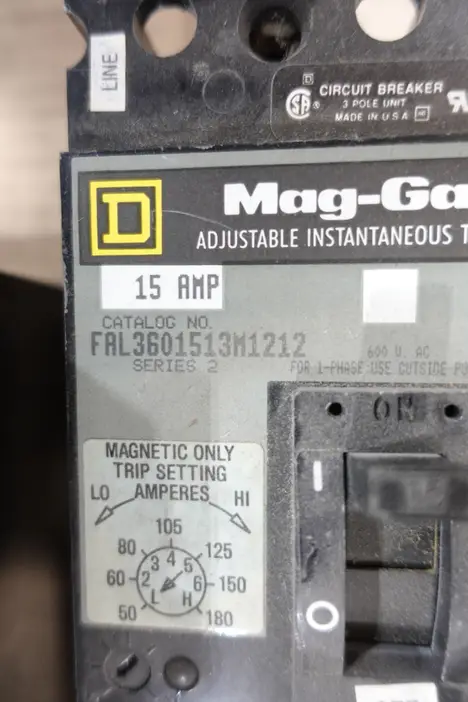 LINE
D
CIRCUIT BREAKER
SA ®
3 POLE UNIT
MADE IN U S A
D
Mag-Ga
ADJUSTABLE INSTANTANEOUS T
15 AMP
CATALOG NO.
FAL3601513M1212
SERIES 2
600 V. AC
FOR 1-PHASE USE OUTSIDE PO
ON
MAGNETIC ONLY
TRIP SETTING
LO AMPERES HI
105
80 125
3 4 5
60 2 6 150
L H
50 180
I
O